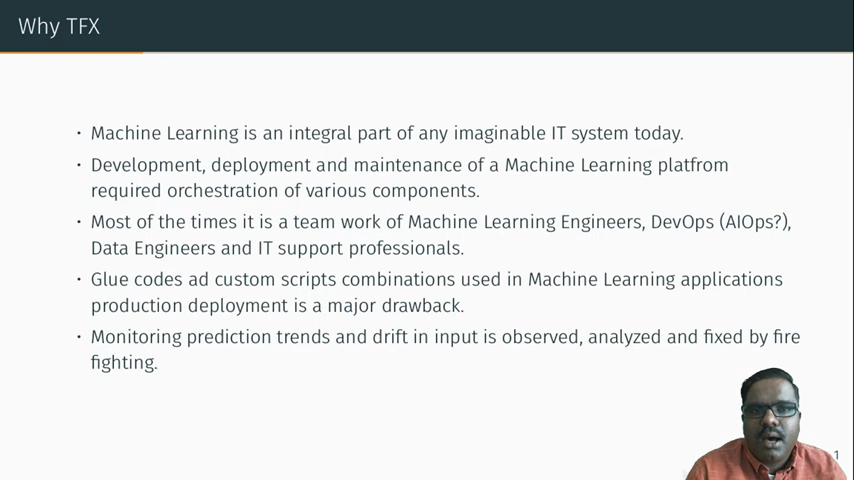 Why TFX
• Machine Learning is an integral part of any imaginable IT system today.
• Development, deployment and maintenance of a Machine Learning platfrom
required orchestration of various components.
• Most of the times it is a team work of Machine Learning Engineers, DevOps (AIOps?),
Data Engineers and IT support professionals.
• Glue codes ad custom scripts combinations used in Machine Learning applications
production deployment is a major drawback.
• Monitoring prediction trends and drift in input is observed, analyzed and fixed by fire
fighting.
1